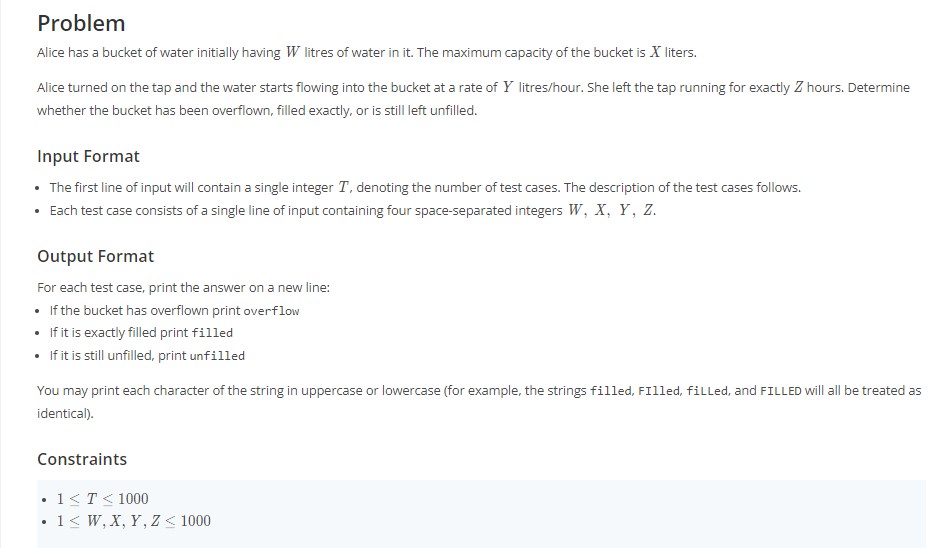 Problem
Alice has a bucket of water initially having W litres of water in it. The maximum capacity of the bucket is X liters.
Alice turned on the tap and the water starts flowing into the bucket at a rate of Y litres/hour. She left the tap running for exactly Z hours. Determine
whether the bucket has been overflown, filled exactly, or is still left unfilled.
Input Format
• The first line of input will contain a single integer T, denoting the number of test cases. The description of the test cases follows.
• Each test case consists of a single line of input containing four space-separated integers W, X, Y, Z.
Output Format
For each test case, print the answer on a new line:
• If the bucket has overflown print overflow
• If it is exactly filled print filled
• If it is still unfilled, print unfilled
You may print each character of the string in uppercase or lowercase (for example, the strings filled, FIlled, fiLLed, and FILLED will all be treated as
identical).
Constraints
• 1 ≤ T ≤ 1000
• 1 ≤ W, X, Y, Z ≤ 1000